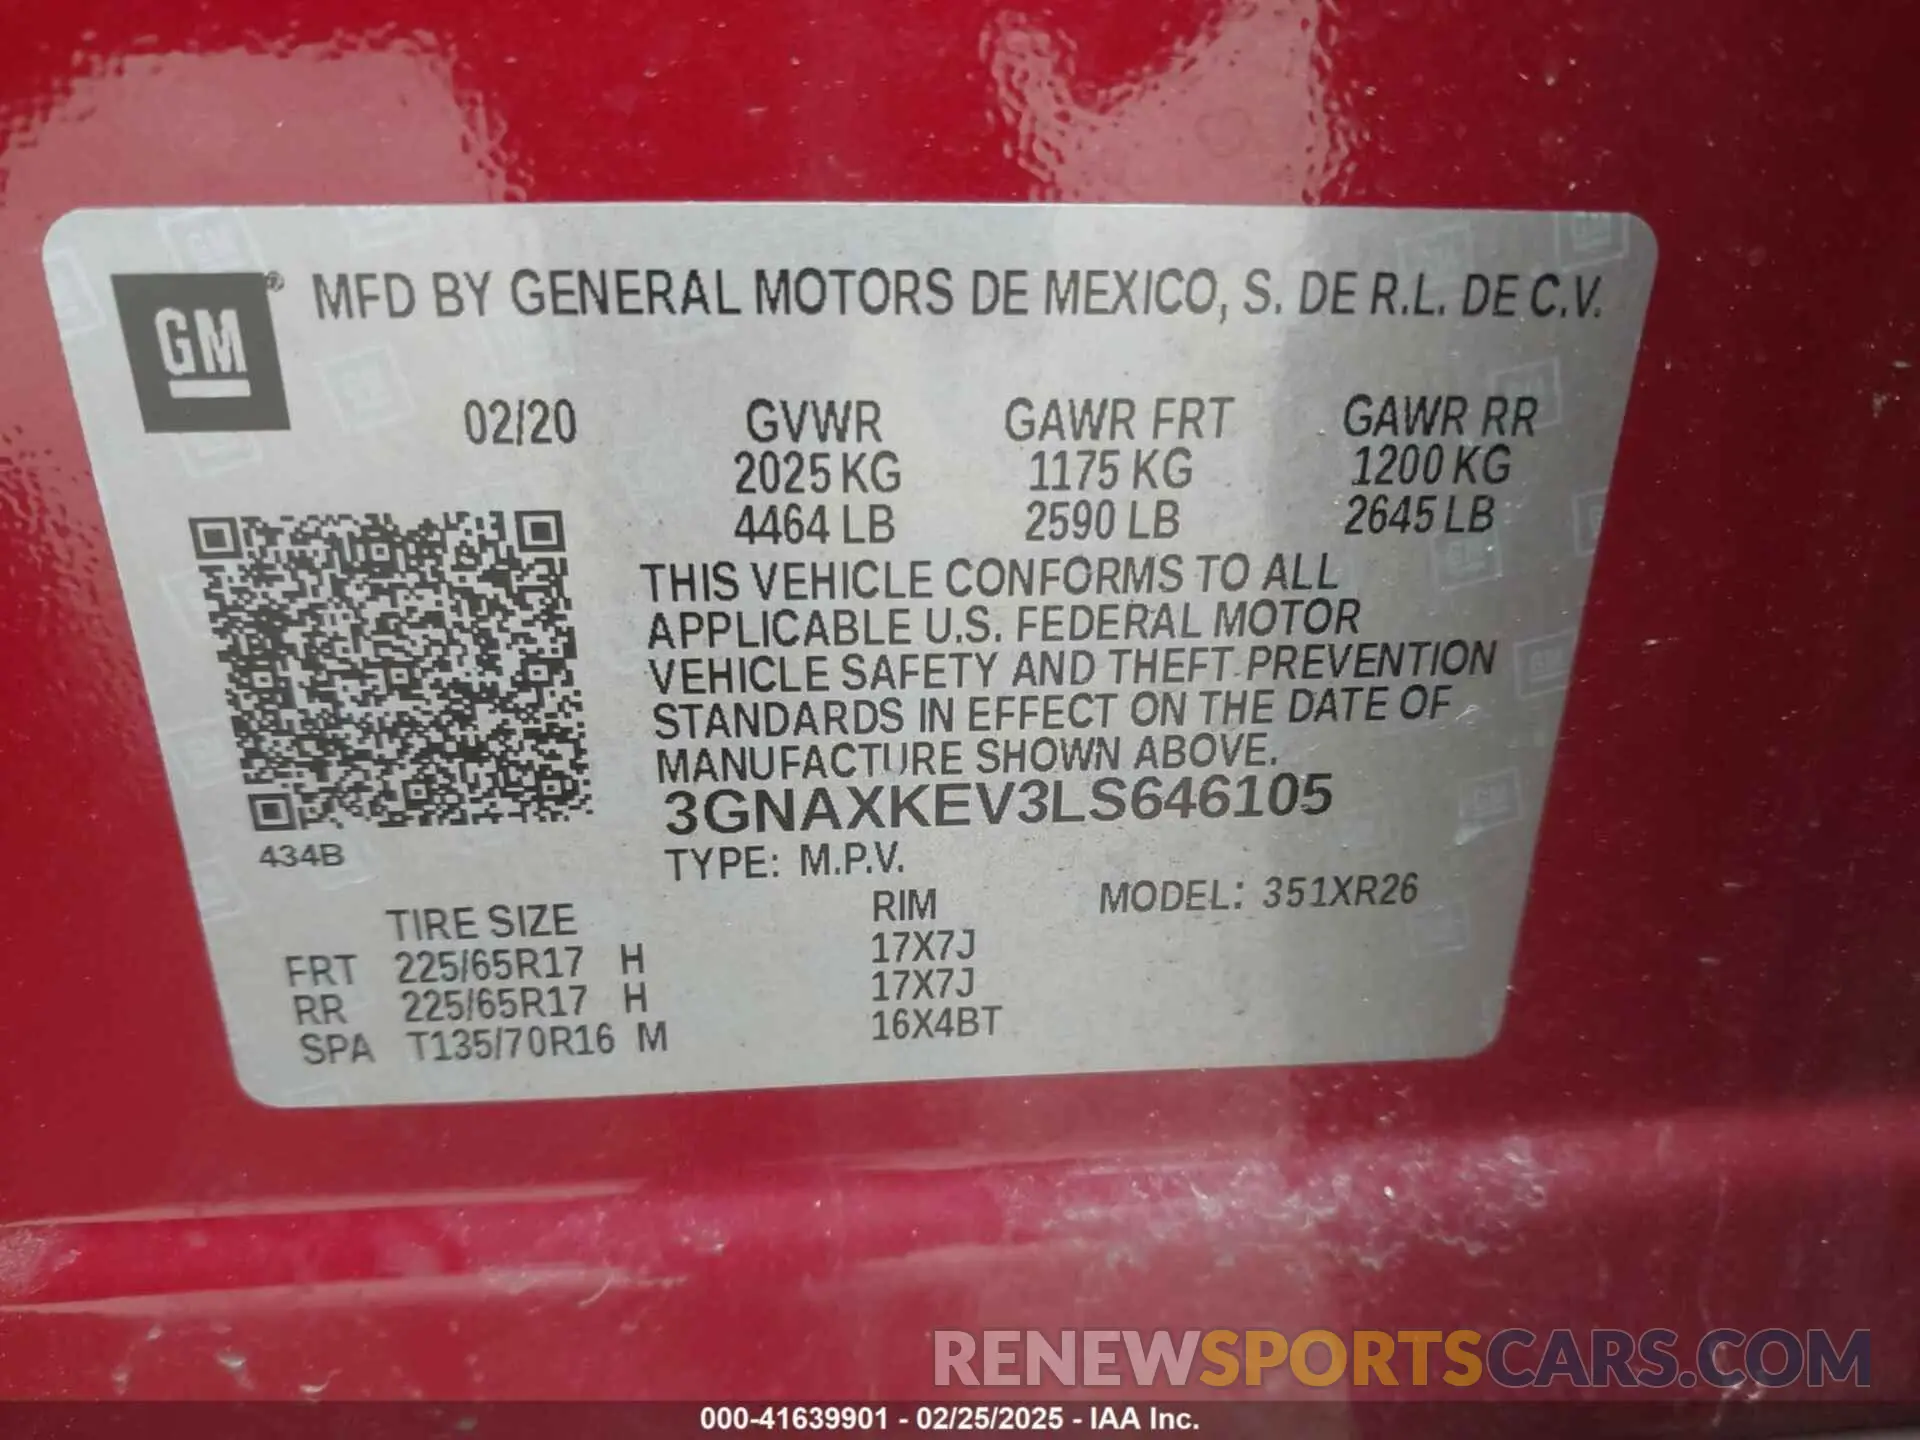 GM® MFD BY GENERAL MOTORS DE MEXICO, S. DE R.L. DE C.V.
02/20 GVWR GAWR FRT GAWR RR
2025 KG 1175 KG 1200 KG
4464 LB 2590 LB 2645 LB
THIS VEHICLE CONFORMS TO ALL
APPLICABLE U.S. FEDERAL MOTOR
VEHICLE SAFETY AND THEFT PREVENTION
STANDARDS IN EFFECT ON THE DATE OF
MANUFACTURE SHOWN ABOVE.
3GNAXKEV3LS646105
434B
TYPE: M.P.V.
TIRE SIZE RIM MODEL: 351XR26
FRT 225/65R17 H 17X7J
RR 225/65R17 H 17X7J
SPA T135/70R16 M 16X4BT
RENEWSPORTSCARS.COM
000-41639901 - 02/25/2025 - IAA Inc.